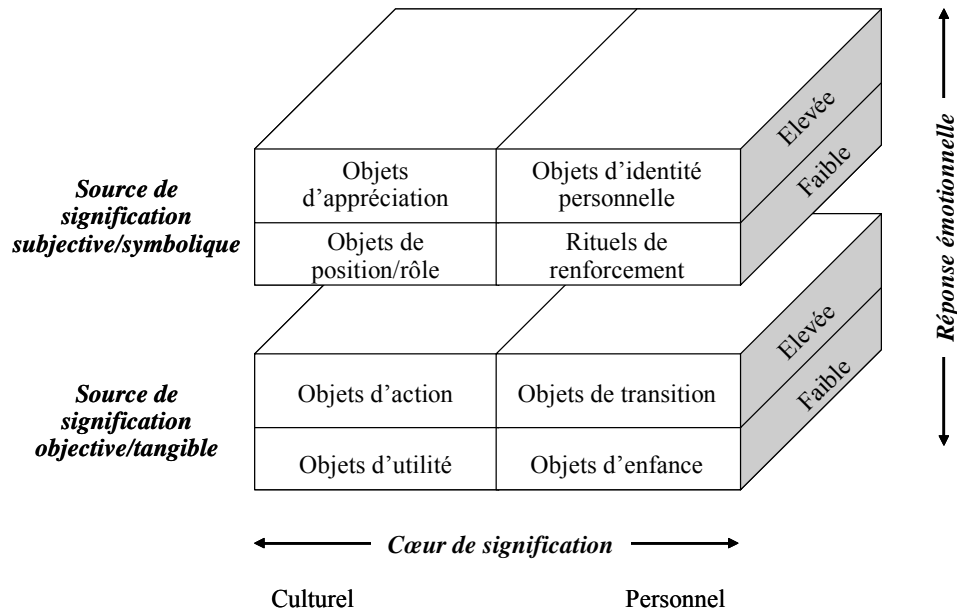 Source de
signification
subjective/symbolique
Objets
d'appréciation
Objets d'identité
personnelle
Objets de
position/rôle
Rituels de
renforcement
Elevée
Faible
Source de
signification
objective/tangible
Objets d'action
Objets de transition
Objets d'utilité
Objets d'enfance
Elevée
Faible
Réponse émotionnelle
Cœur de signification
Culturel
Personnel